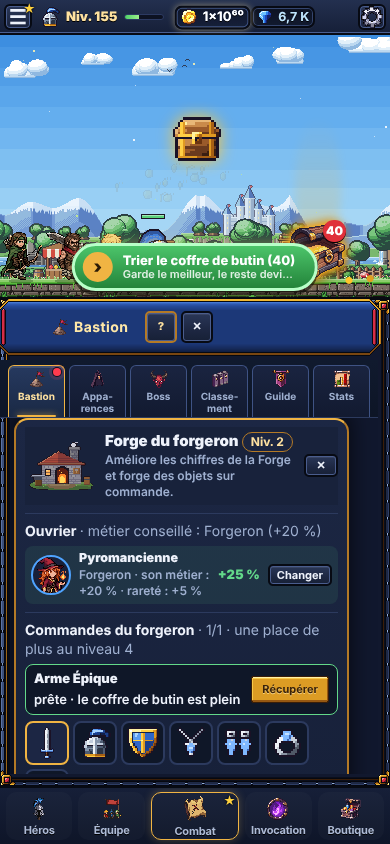 Niv. 155
1×10⁶⁰
6,7 K
40
Trier le coffre de butin (40)
Garde le meilleur, le reste devi...
Bastion
?
×
Bastion
Appa-
rences
Boss
Classe-
ment
Guilde
Stats
Forge du forgeron
Niv. 2
Améliore les chiffres de la Forge
et forge des objets sur
commande.
×
Ouvrier · métier conseillé : Forgeron (+20 %)
Pyromancienne
Forgeron · son métier :
+20 % · rareté : +5 %
+25 %
Changer
Commandes du forgeron · 1/1 · une place de
plus au niveau 4
Arme Épique
prête · le coffre de butin est plein
Récupérer
Héros
Équipe
Combat
Invocation
Boutique